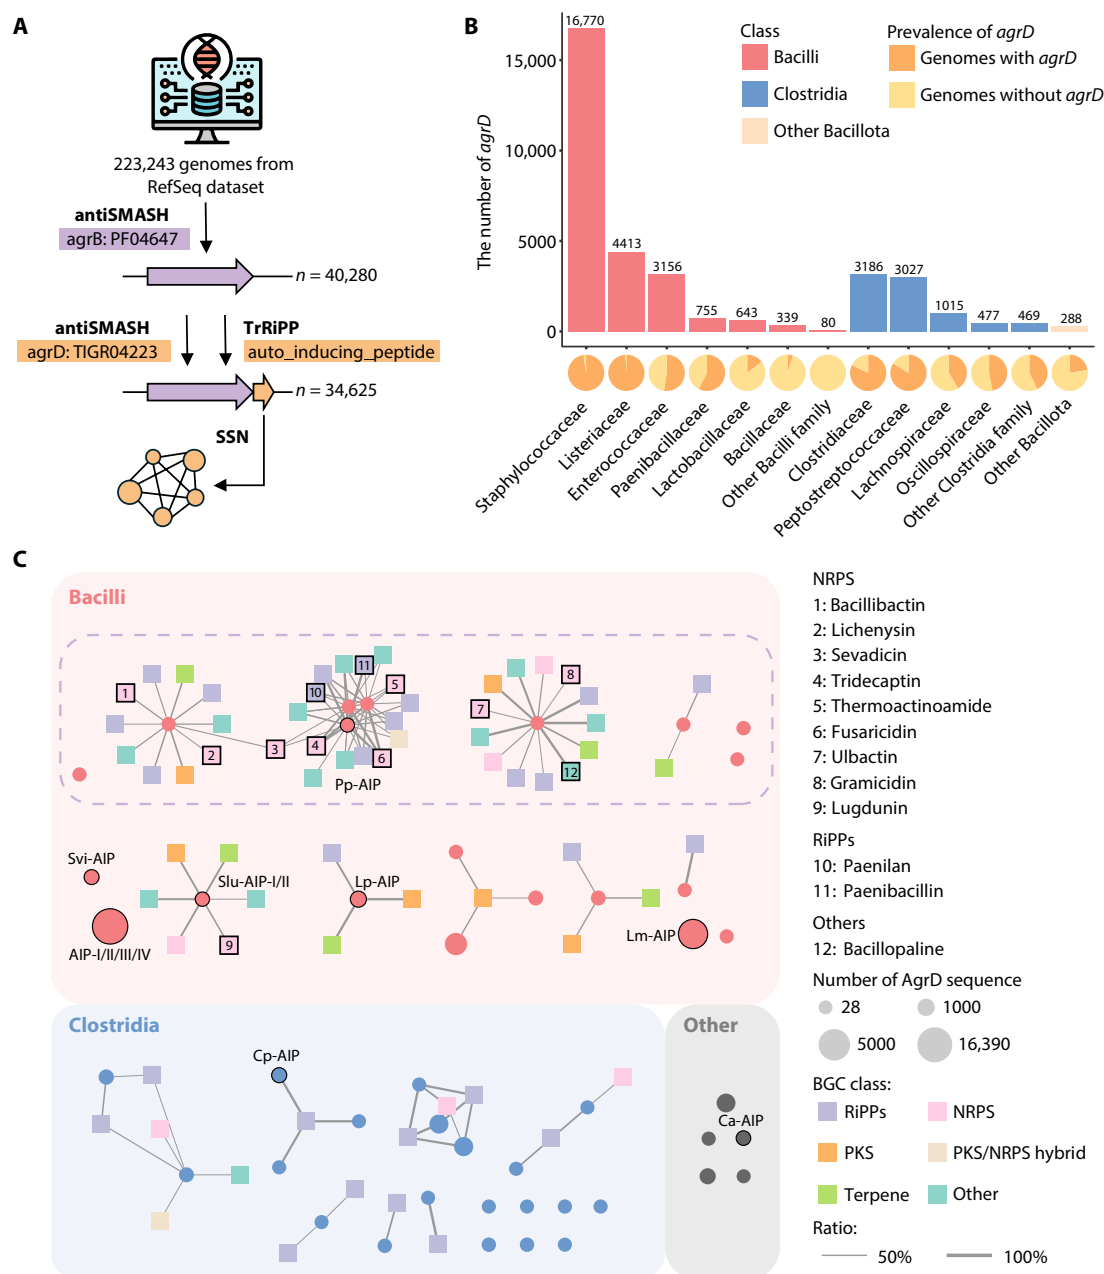 A
223,243 genomes from
RefSeq dataset
antiSMASH
agrB: PF04647
n = 40,280
antiSMASH
agrD: TIGR04223
TrRiPP
auto_inducing_peptide
n = 34,625
SSN
B
The number of agrD
15,000
10,000
5000
0
16,770
4413
3156
755
643
339
80
3186
3027
1015
477
469
288
Class
Bacilli
Clostridia
Other Bacillota
Prevalence of agrD
Genomes with agrD
Genomes without agrD
Staphylococcaceae
Listeriaceae
Enterococcaceae
Paenibacillaceae
Lactobacillaceae
Bacillaceae
Other Bacilli family
Clostridiaceae
Peptostreptococcaceae
Lachnospiraceae
Oscillospiraceae
Other Clostridia family
Other Bacillota
C
Bacilli
1
2
3
10
11
5
4
6
Pp-AIP
8
7
12
Svi-AIP
AIP-I/II/III/IV
Slu-AIP-I/II
9
Lp-AIP
Lm-AIP
Clostridia
Cp-AIP
Other
Ca-AIP
NRPS
1: Bacillibactin
2: Lichenysin
3: Sevadicin
4: Tridecaptin
5: Thermoactinoamide
6: Fusaricidin
7: Ulbactin
8: Gramicidin
9: Lugdunin
RiPPs
10: Paenilan
11: Paenibacillin
Others
12: Bacillopaline
Number of AgrD sequence
28
1000
5000
16,390
BGC class:
RiPPs
NRPS
PKS
PKS/NRPS hybrid
Terpene
Other
Ratio:
50%
100%